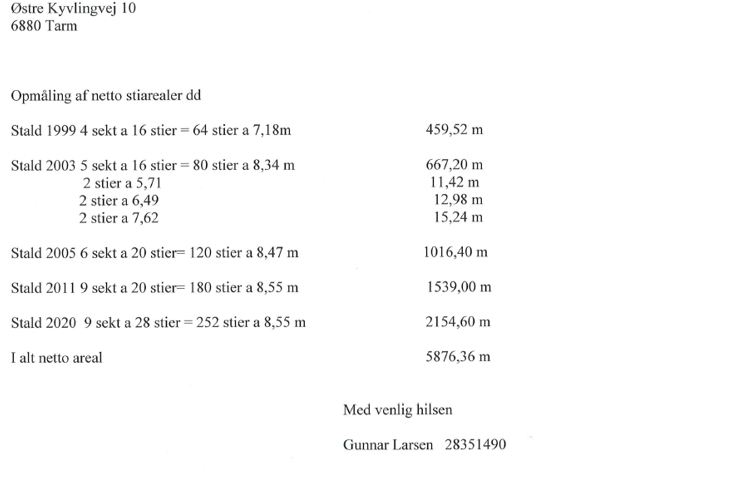 Østre Kyvlingvej 10
6880 Tarm
Opmåling af netto stiarealer dd
Stald 1999 4 sekt a 16 stier = 64 stier a 7,18m 459,52 m
Stald 2003 5 sekt a 16 stier = 80 stier a 8,34 m 667,20 m
2 stier a 5,71 11,42 m
2 stier a 6,49 12,98 m
2 stier a 7,62 15,24 m
Stald 2005 6 sekt a 20 stier= 120 stier a 8,47 m 1016,40 m
Stald 2011 9 sekt a 20 stier= 180 stier a 8,55 m 1539,00 m
Stald 2020 9 sekt a 28 stier = 252 stier a 8,55 m 2154,60 m
I alt netto areal 5876,36 m
Med venlig hilsen
Gunnar Larsen 28351490